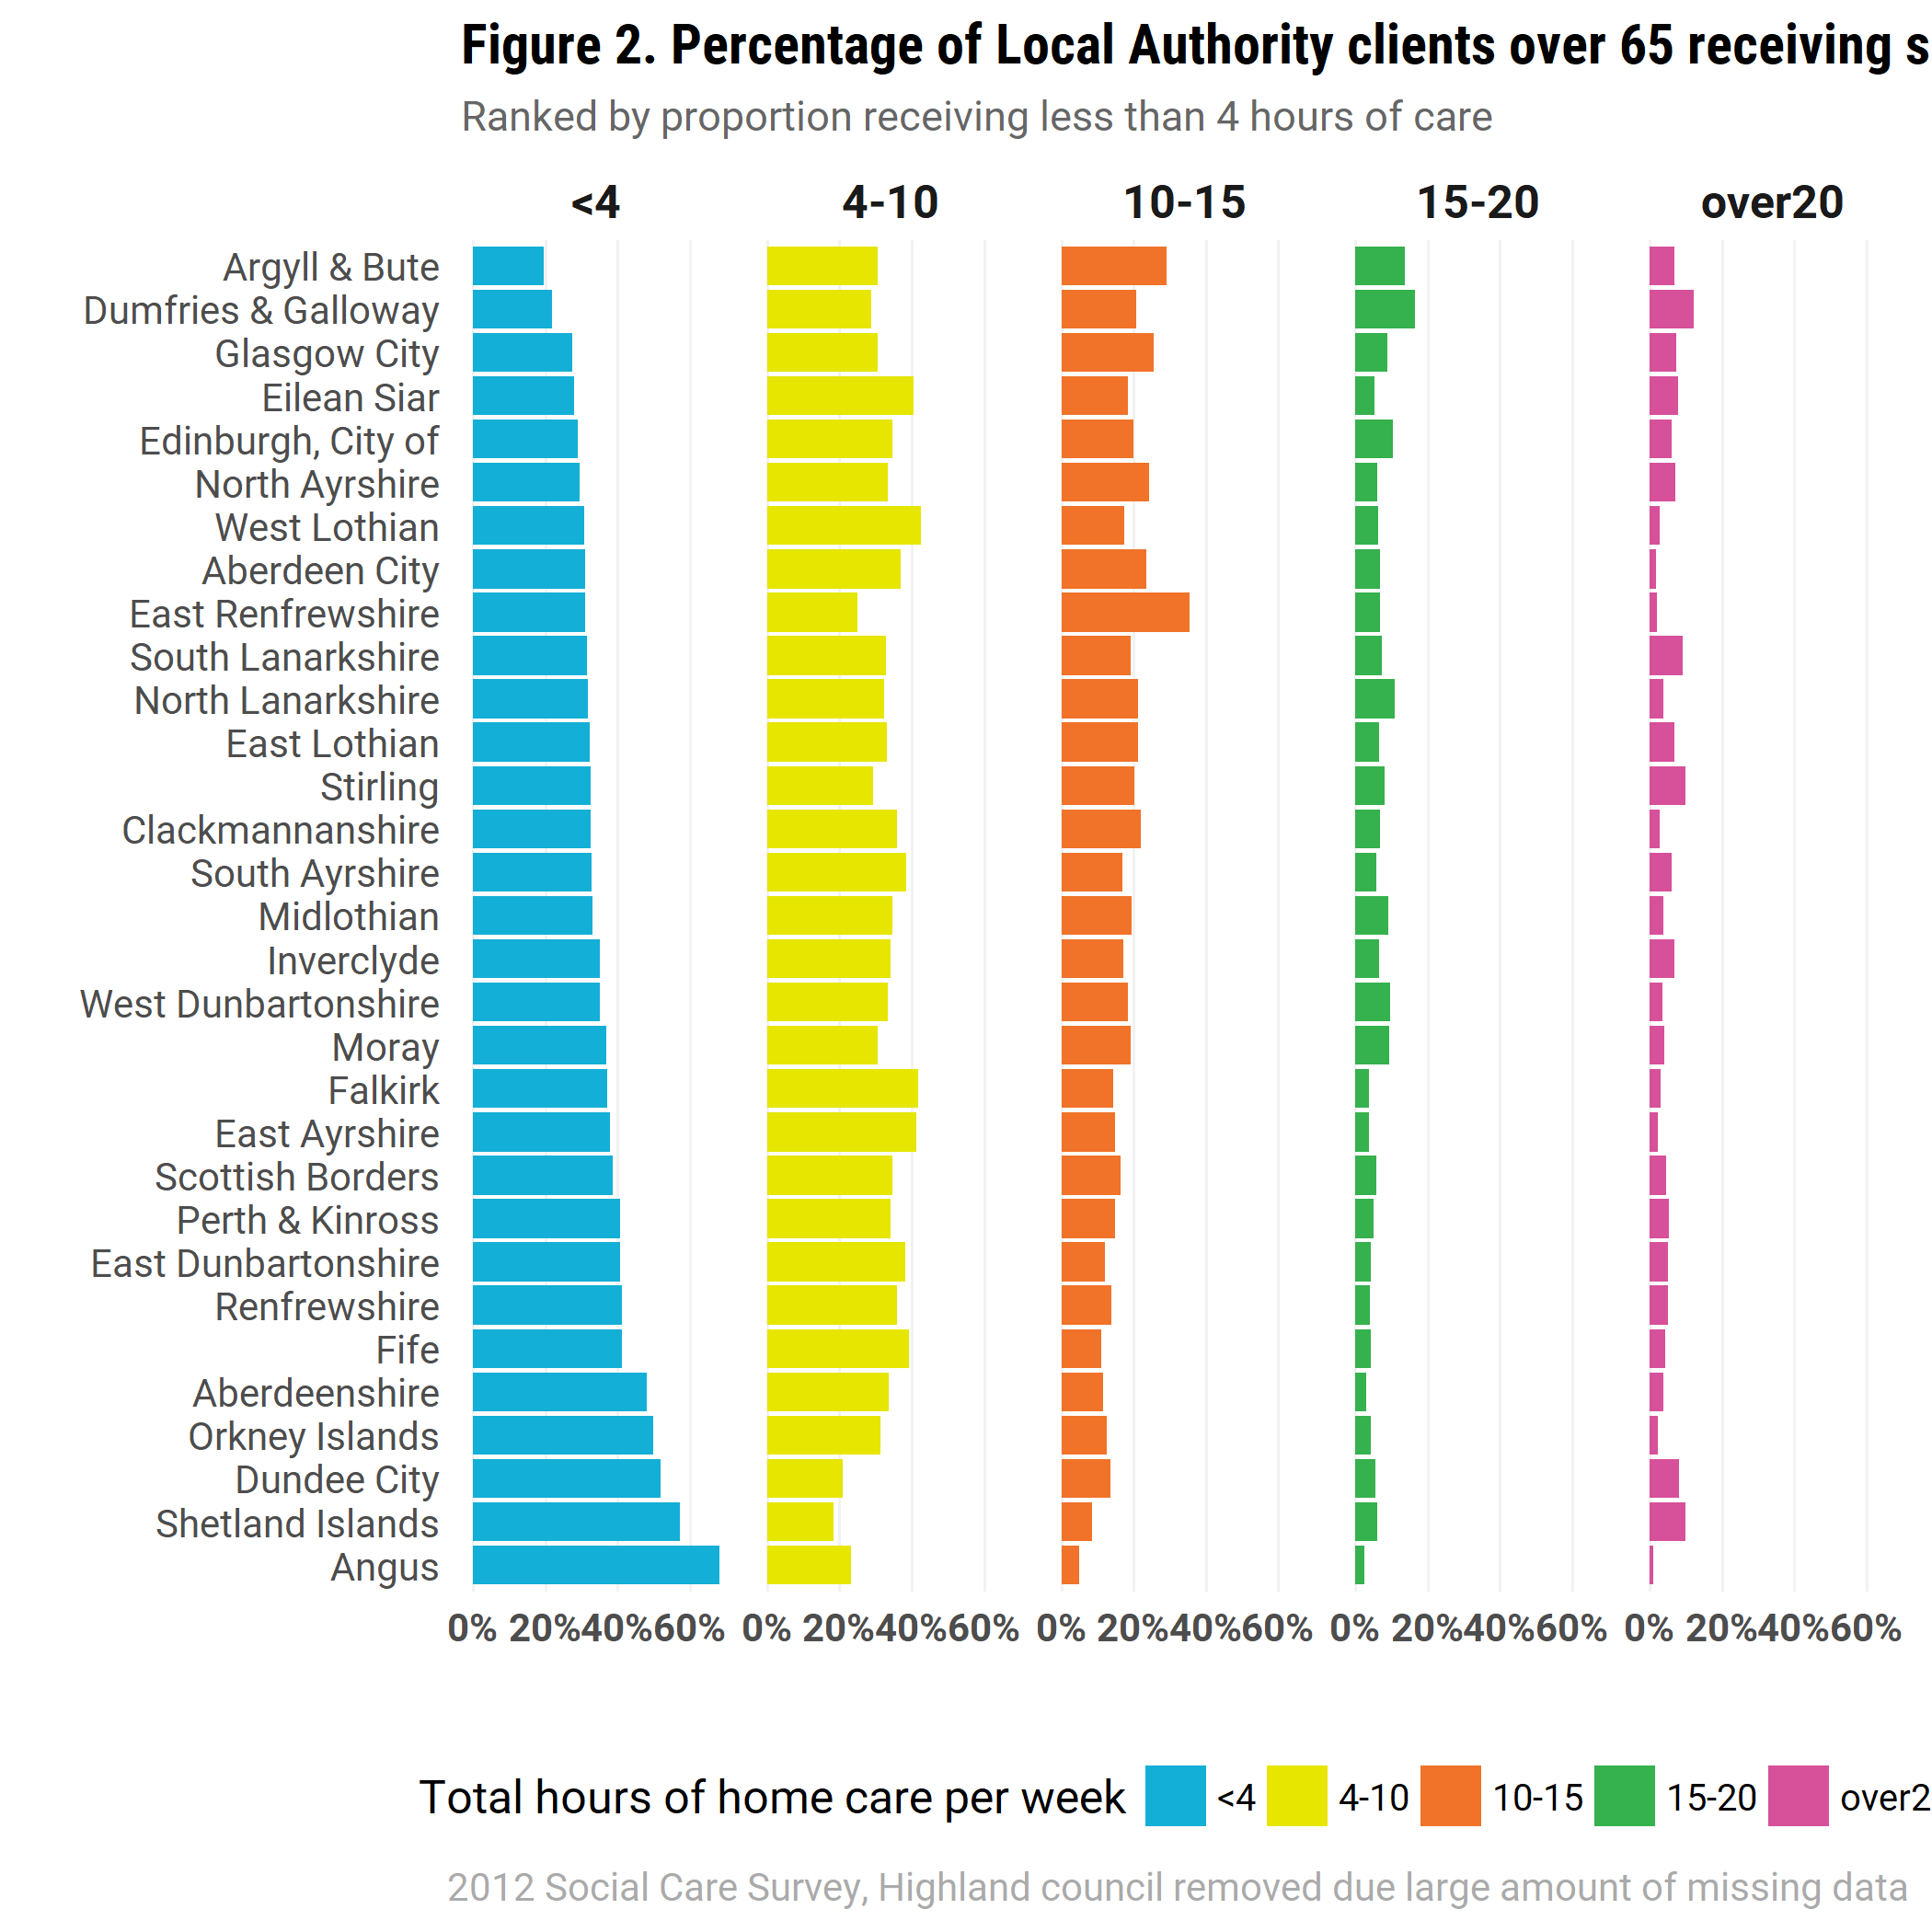 Figure 2. Percentage of Local Authority clients over 65 receiving s
Ranked by proportion receiving less than 4 hours of care
<4 4-10 10-15 15-20 over20
Argyll & Bute
Dumfries & Galloway
Glasgow City
Eilean Siar
Edinburgh, City of
North Ayrshire
West Lothian
Aberdeen City
East Renfrewshire
South Lanarkshire
North Lanarkshire
East Lothian
Stirling
Clackmannanshire
South Ayrshire
Midlothian
Inverclyde
West Dunbartonshire
Moray
Falkirk
East Ayrshire
Scottish Borders
Perth & Kinross
East Dunbartonshire
Renfrewshire
Fife
Aberdeenshire
Orkney Islands
Dundee City
Shetland Islands
Angus
0% 20% 40% 60% 0% 20% 40% 60% 0% 20% 40% 60% 0% 20% 40% 60% 0% 20% 40% 60%
Total hours of home care per week <4 4-10 10-15 15-20 over2
2012 Social Care Survey, Highland council removed due large amount of missing data